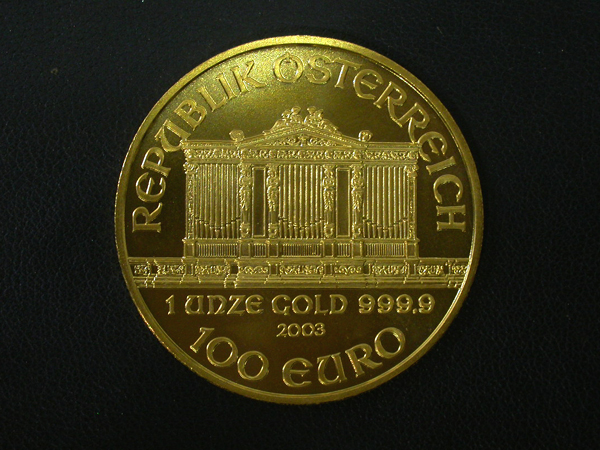 REPUBLIK ÖSTERREICH
1 UNZE GOLD 999.9
2003
100 EURO